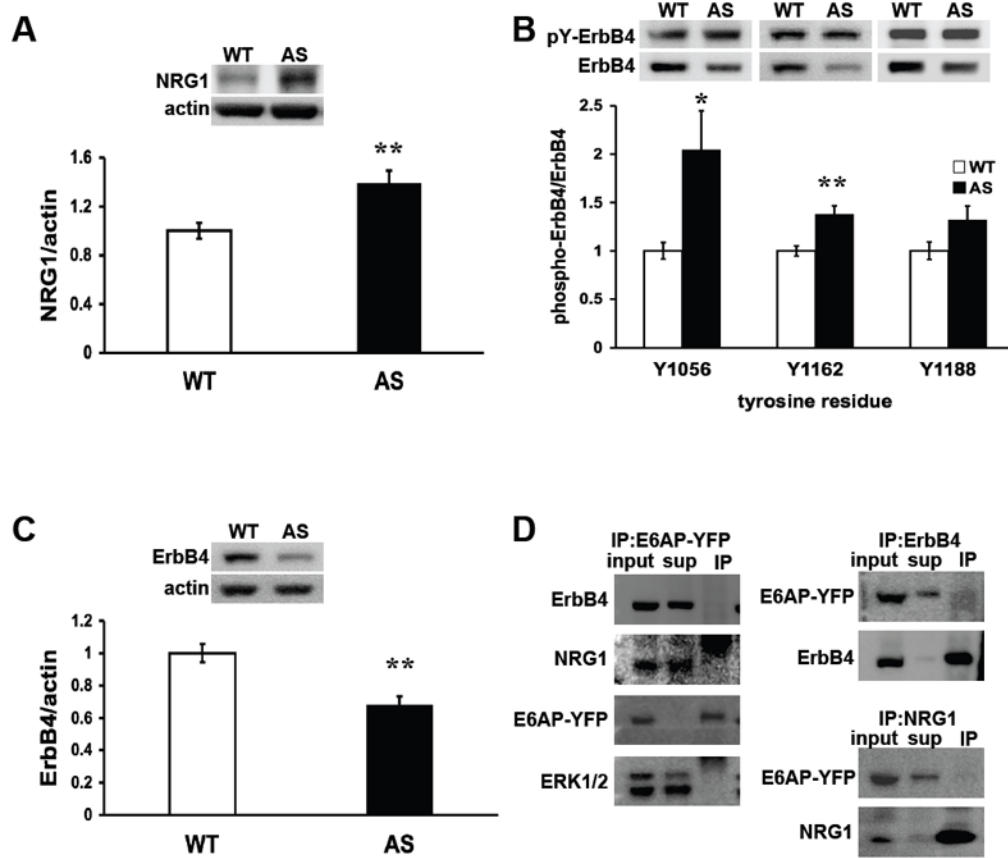 A
WT AS
NRG1
actin
**
1.6
1.2
0.8
0.4
0
NRG1/actin
WT AS
B
WT AS WT AS WT AS
pY-ErbB4
ErbB4
2.5
2
1.5
1
0.5
0
phospho-ErbB4/ErbB4
*
**
WT
AS
Y1056 Y1162 Y1188
tyrosine residue
C
WT AS
ErbB4
actin
**
1.2
1
0.8
0.6
0.4
0.2
0
ErbB4/actin
WT AS
D
IP:E6AP-YFP
input sup IP
ErbB4
NRG1
E6AP-YFP
ERK1/2
IP:ErbB4
input sup IP
E6AP-YFP
ErbB4
IP:NRG1
input sup IP
E6AP-YFP
NRG1